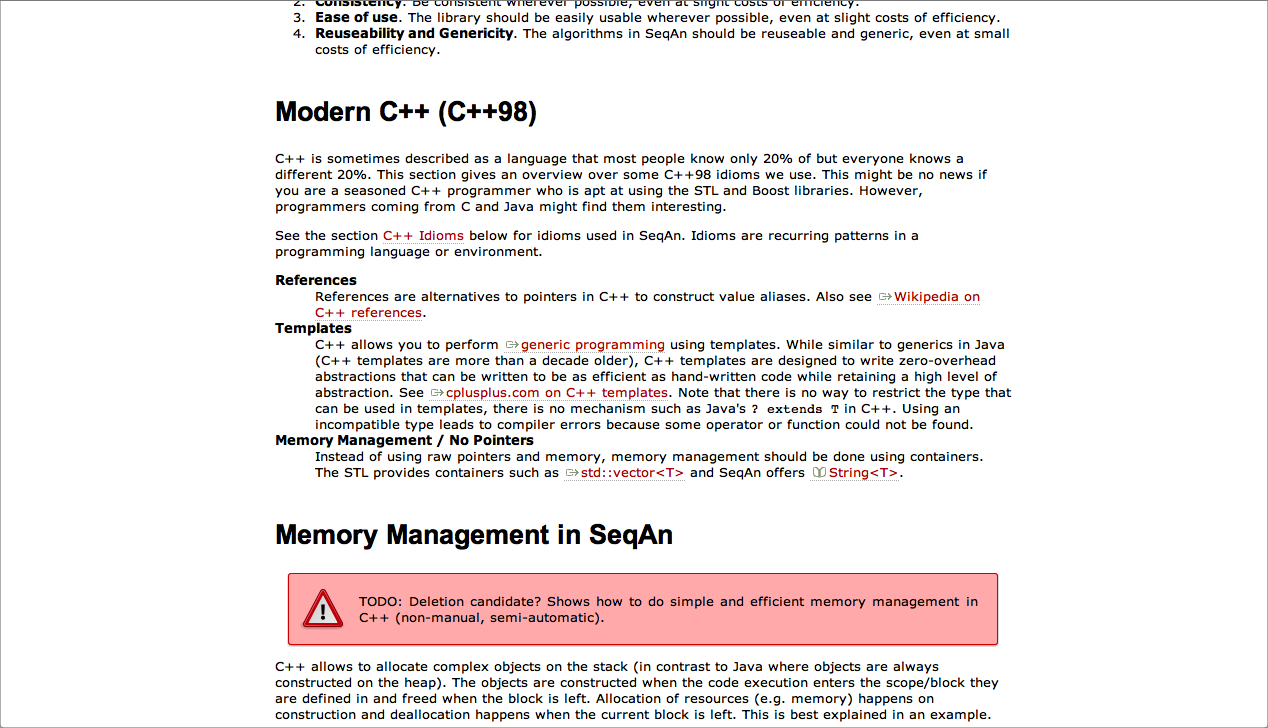 2. Consistency. Be consistent wherever possible, even at slight costs of efficiency.
3. Ease of use. The library should be easily usable wherever possible, even at slight costs of efficiency.
4. Reuseability and Genericity. The algorithms in SeqAn should be reuseable and generic, even at small
costs of efficiency.
Modern C++ (C++98)
C++ is sometimes described as a language that most people know only 20% of but everyone knows a
different 20%. This section gives an overview over some C++98 idioms we use. This might be no news if
you are a seasoned C++ programmer who is apt at using the STL and Boost libraries. However,
programmers coming from C and Java might find them interesting.
See the section C++ Idioms below for idioms used in SeqAn. Idioms are recurring patterns in a
programming language or environment.
References
References are alternatives to pointers in C++ to construct value aliases. Also see Wikipedia on
C++ references.
Templates
C++ allows you to perform generic programming using templates. While similar to generics in Java
(C++ templates are more than a decade older), C++ templates are designed to write zero-overhead
abstractions that can be written to be as efficient as hand-written code while retaining a high level of
abstraction. See cplusplus.com on C++ templates. Note that there is no way to restrict the type that
can be used in templates, there is no mechanism such as Java's ? extends T in C++. Using an
incompatible type leads to compiler errors because some operator or function could not be found.
Memory Management / No Pointers
Instead of using raw pointers and memory, memory management should be done using containers.
The STL provides containers such as std::vector<T> and SeqAn offers String<T>.
Memory Management in SeqAn
TODO: Deletion candidate? Shows how to do simple and efficient memory management in
C++ (non-manual, semi-automatic).
C++ allows to allocate complex objects on the stack (in contrast to Java where objects are always
constructed on the heap). The objects are constructed when the code execution enters the scope/block they
are defined in and freed when the block is left. Allocation of resources (e.g. memory) happens on
construction and deallocation happens when the current block is left. This is best explained in an example.